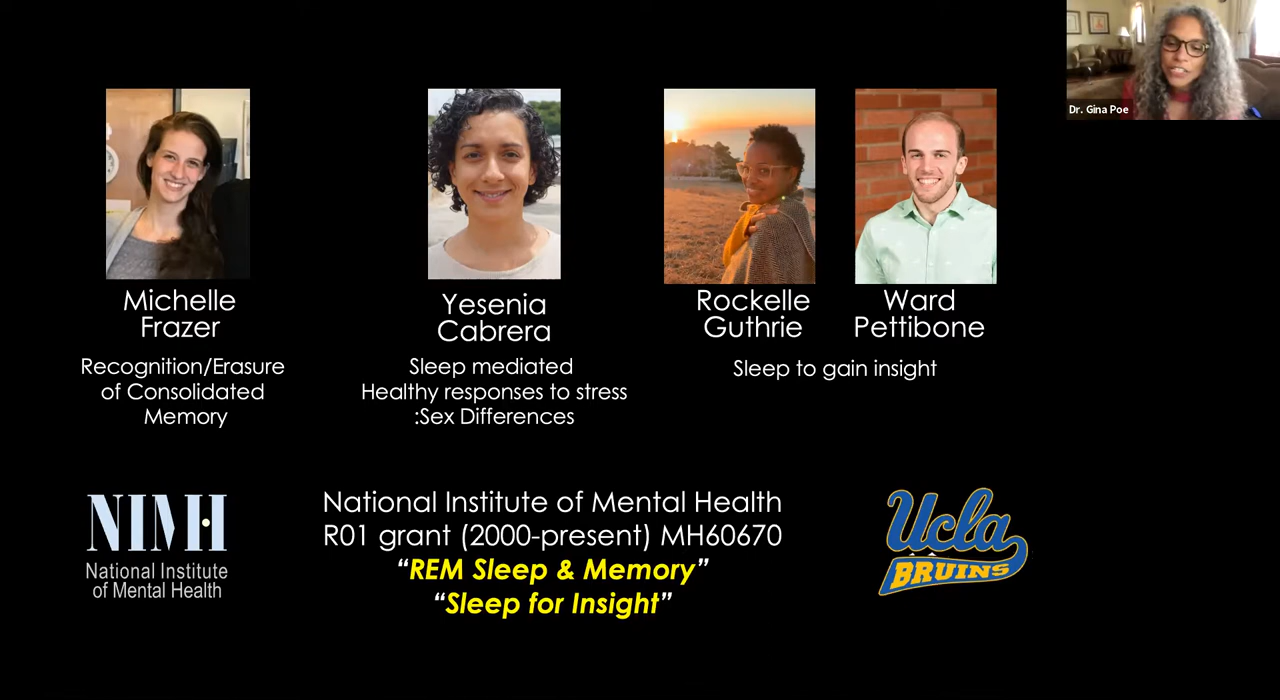 Dr. Gina Poe
Michelle
Frazer
Recognition/Erasure
of Consolidated
Memory
Yesenia
Cabrera
Sleep mediated
Healthy responses to stress
:Sex Differences
Rockelle
Guthrie
Ward
Pettibone
Sleep to gain insight
NIMH
National Institute
of Mental Health
National Institute of Mental Health
R01 grant (2000-present) MH60670
“REM Sleep & Memory”
“Sleep for Insight”
Ucla
BRUINS